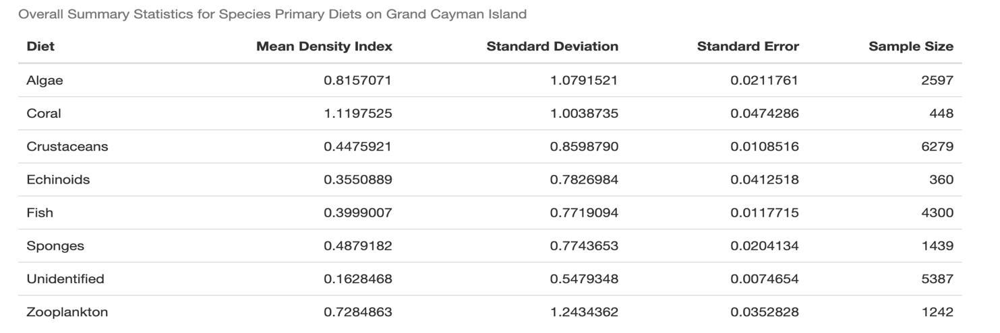 Overall Summary Statistics for Species Primary Diets on Grand Cayman Island
Diet Mean Density Index Standard Deviation Standard Error Sample Size
Algae 0.8157071 1.0791521 0.0211761 2597
Coral 1.1197525 1.0038735 0.0474286 448
Crustaceans 0.4475921 0.8598790 0.0108516 6279
Echinoids 0.3550889 0.7826984 0.0412518 360
Fish 0.3999007 0.7719094 0.0117715 4300
Sponges 0.4879182 0.7743653 0.0204134 1439
Unidentified 0.1628468 0.5479348 0.0074654 5387
Zooplankton 0.7284863 1.2434362 0.0352828 1242